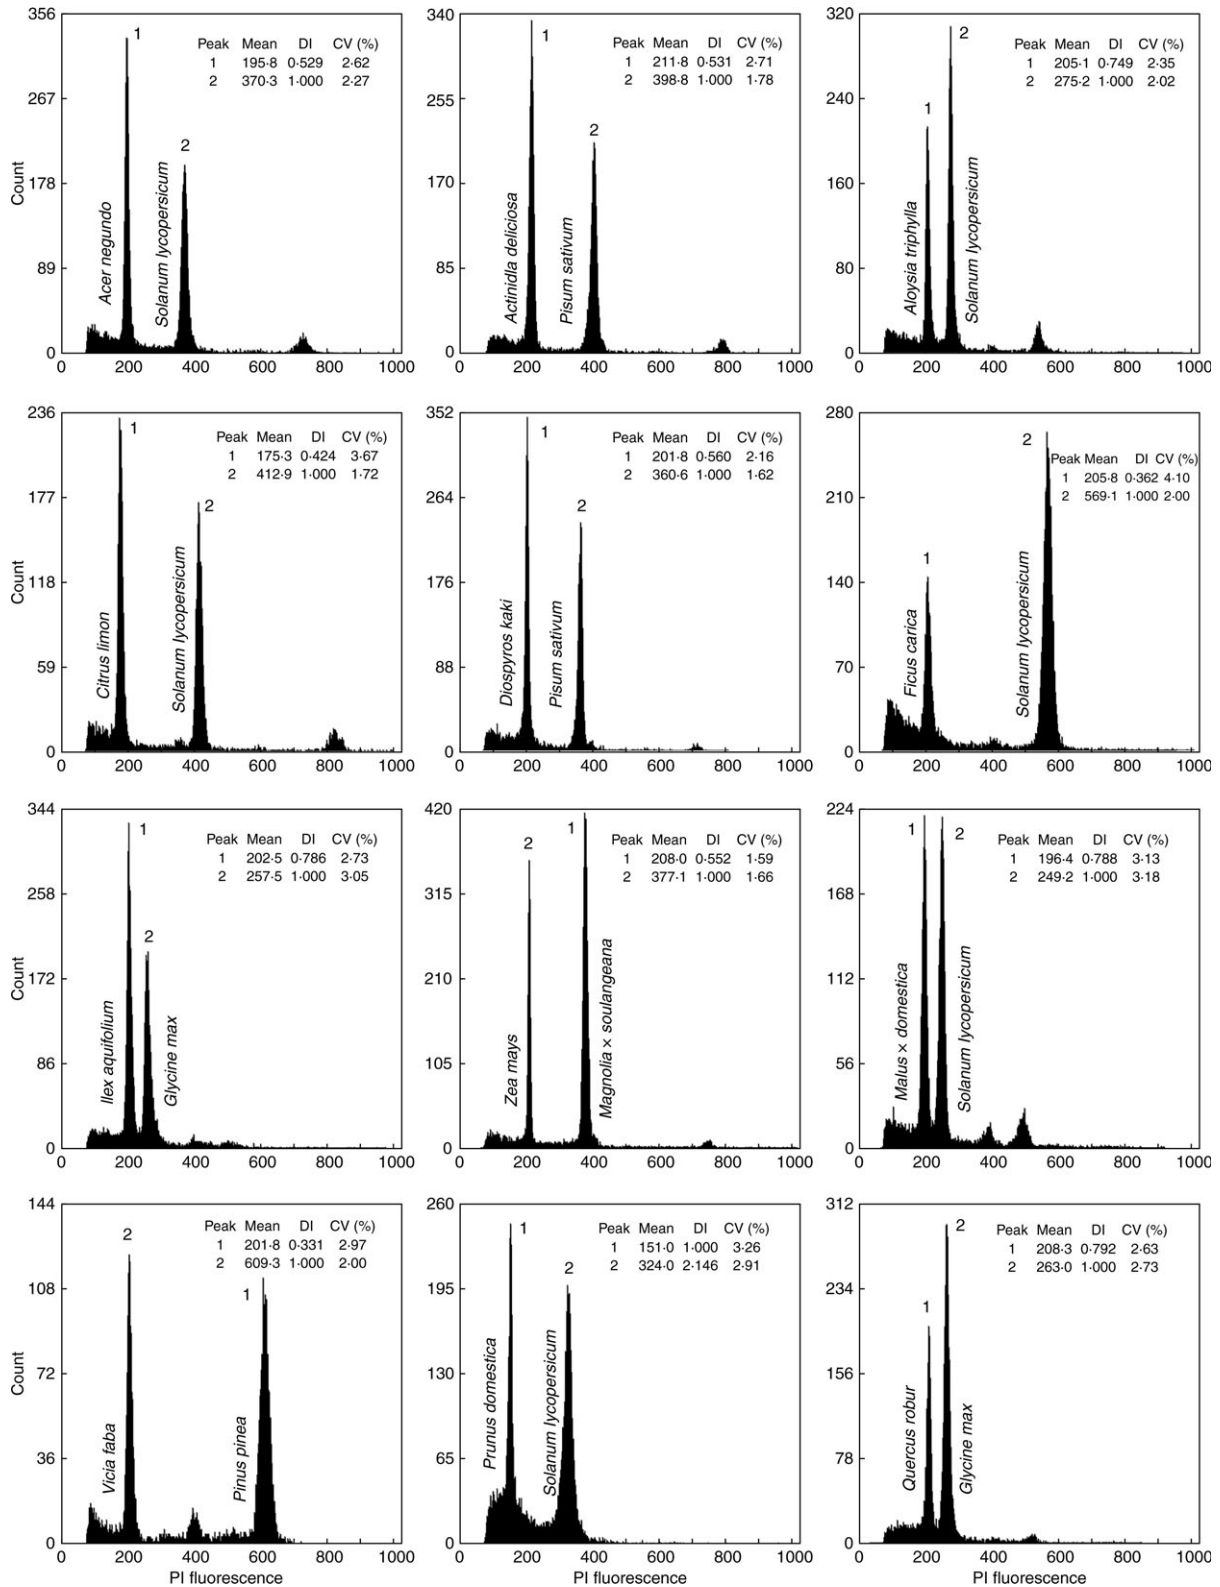 356
267
178
89
0
Count
0 200 400 600 800 1000
Acer negundo
Solanum lycopersicum
1
2
Peak Mean DI CV (%)
1 195·8 0·529 2·62
2 370·3 1·000 2·27
340
255
170
85
0
0 200 400 600 800 1000
Actinidla deliciosa
Pisum sativum
1
2
Peak Mean DI CV (%)
1 211·8 0·531 2·71
2 398·8 1·000 1·78
320
240
160
80
0
0 200 400 600 800 1000
Aloysia triphylla
Solanum lycopersicum
1
2
Peak Mean DI CV (%)
1 205·1 0·749 2·35
2 275·2 1·000 2·02
236
177
118
59
0
Count
0 200 400 600 800 1000
Citrus limon
Solanum lycopersicum
1
2
Peak Mean DI CV (%)
1 175·3 0·424 3·67
2 412·9 1·000 1·72
352
264
176
88
0
0 200 400 600 800 1000
Diospyros kaki
Pisum sativum
1
2
Peak Mean DI CV (%)
1 201·8 0·560 2·16
2 360·6 1·000 1·62
280
210
140
70
0
0 200 400 600 800 1000
Ficus carica
Solanum lycopersicum
1
2
Peak Mean DI CV (%)
1 205·8 0·362 4·10
2 569·1 1·000 2·00
344
258
172
86
0
Count
0 200 400 600 800 1000
Ilex aquifolium
Glycine max
1
2
Peak Mean DI CV (%)
1 202·5 0·786 2·73
2 257·5 1·000 3·05
420
315
210
105
0
0 200 400 600 800 1000
Zea mays
Magnolia × soulangeana
2
1
Peak Mean DI CV (%)
1 208·0 0·552 1·59
2 377·1 1·000 1·66
224
168
112
56
0
0 200 400 600 800 1000
Malus × domestica
Solanum lycopersicum
1
2
Peak Mean DI CV (%)
1 196·4 0·788 3·13
2 249·2 1·000 3·18
144
108
72
36
0
Count
0 200 400 600 800 1000
PI fluorescence
Vicia faba
Pinus pinea
2
1
Peak Mean DI CV (%)
1 201·8 0·331 2·97
2 609·3 1·000 2·00
260
195
130
65
0
0 200 400 600 800 1000
PI fluorescence
Prunus domestica
Solanum lycopersicum
1
2
Peak Mean DI CV (%)
1 151·0 1·000 3·26
2 324·0 2·146 2·91
312
234
156
78
0
0 200 400 600 800 1000
PI fluorescence
Quercus robur
Glycine max
1
2
Peak Mean DI CV (%)
1 208·3 0·792 2·63
2 263·0 1·000 2·73